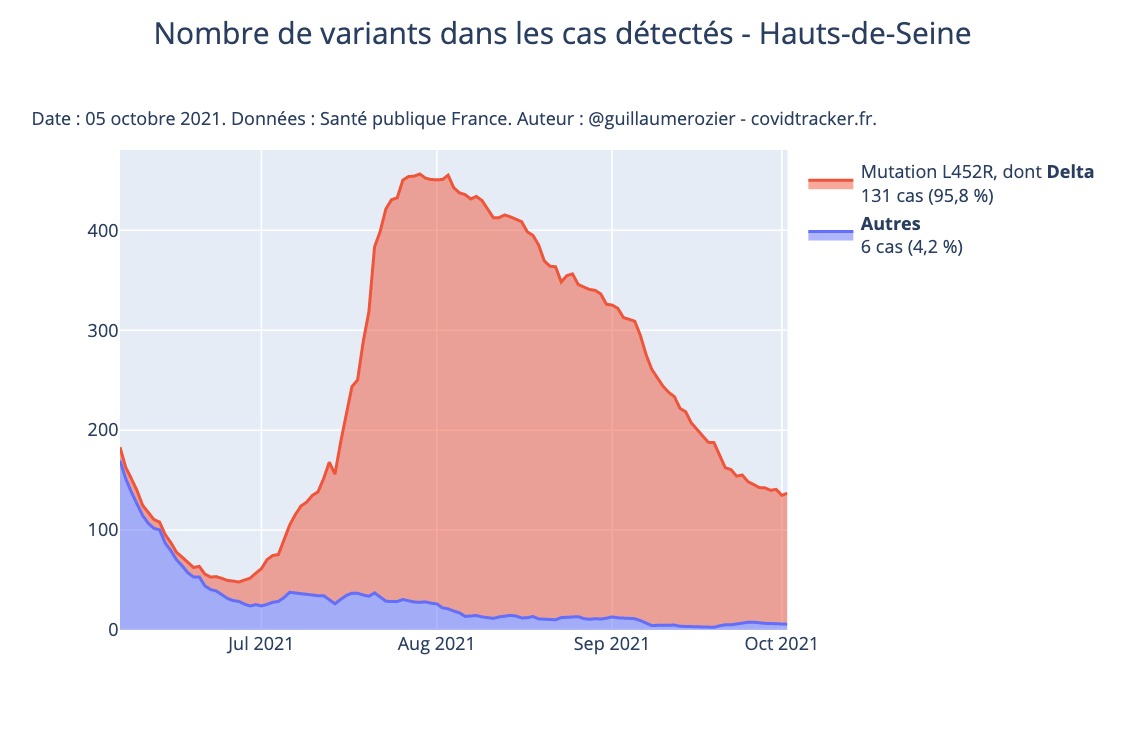 Nombre de variants dans les cas détectés - Hauts-de-Seine
Date : 05 octobre 2021. Données : Santé publique France. Auteur : @guillaumerozier - covidtracker.fr.
Mutation L452R, dont Delta
131 cas (95,8 %)
Autres
6 cas (4,2 %)
400
300
200
100
0
Jul 2021
Aug 2021
Sep 2021
Oct 2021